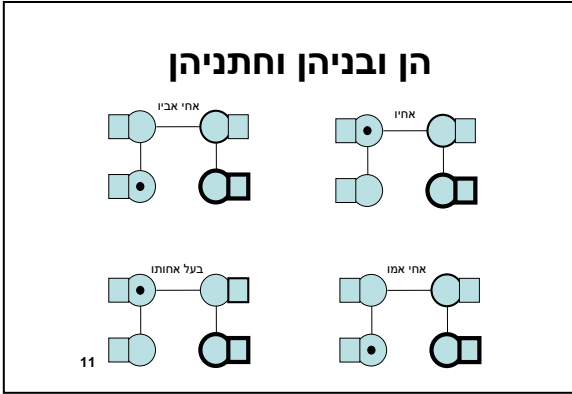 הן ובניהן וחתניהן
אחיו
אחי אביו
אחי אמו
בעל אחותו
11